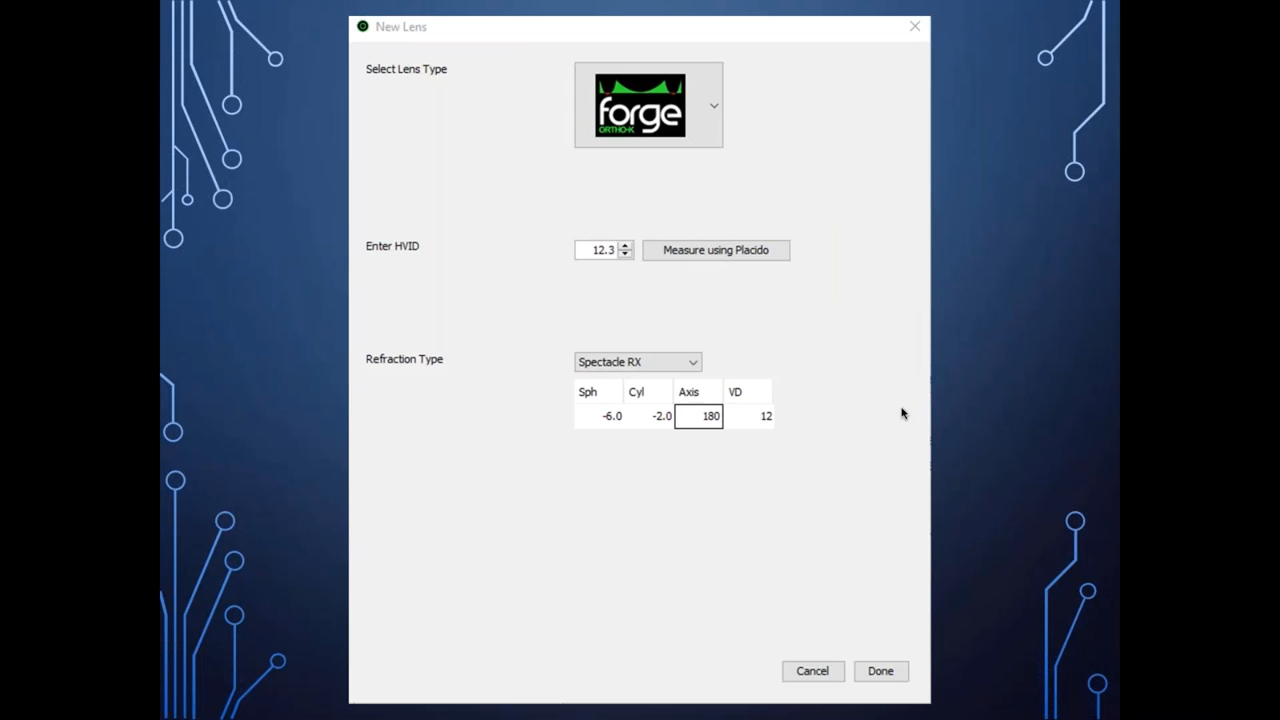 New Lens
Select Lens Type
forge
ORTHO-K
Enter HVID
12.3
Measure using Placido
Refraction Type
Spectacle RX
Sph Cyl Axis VD
-6.0 -2.0 180 12
Cancel Done